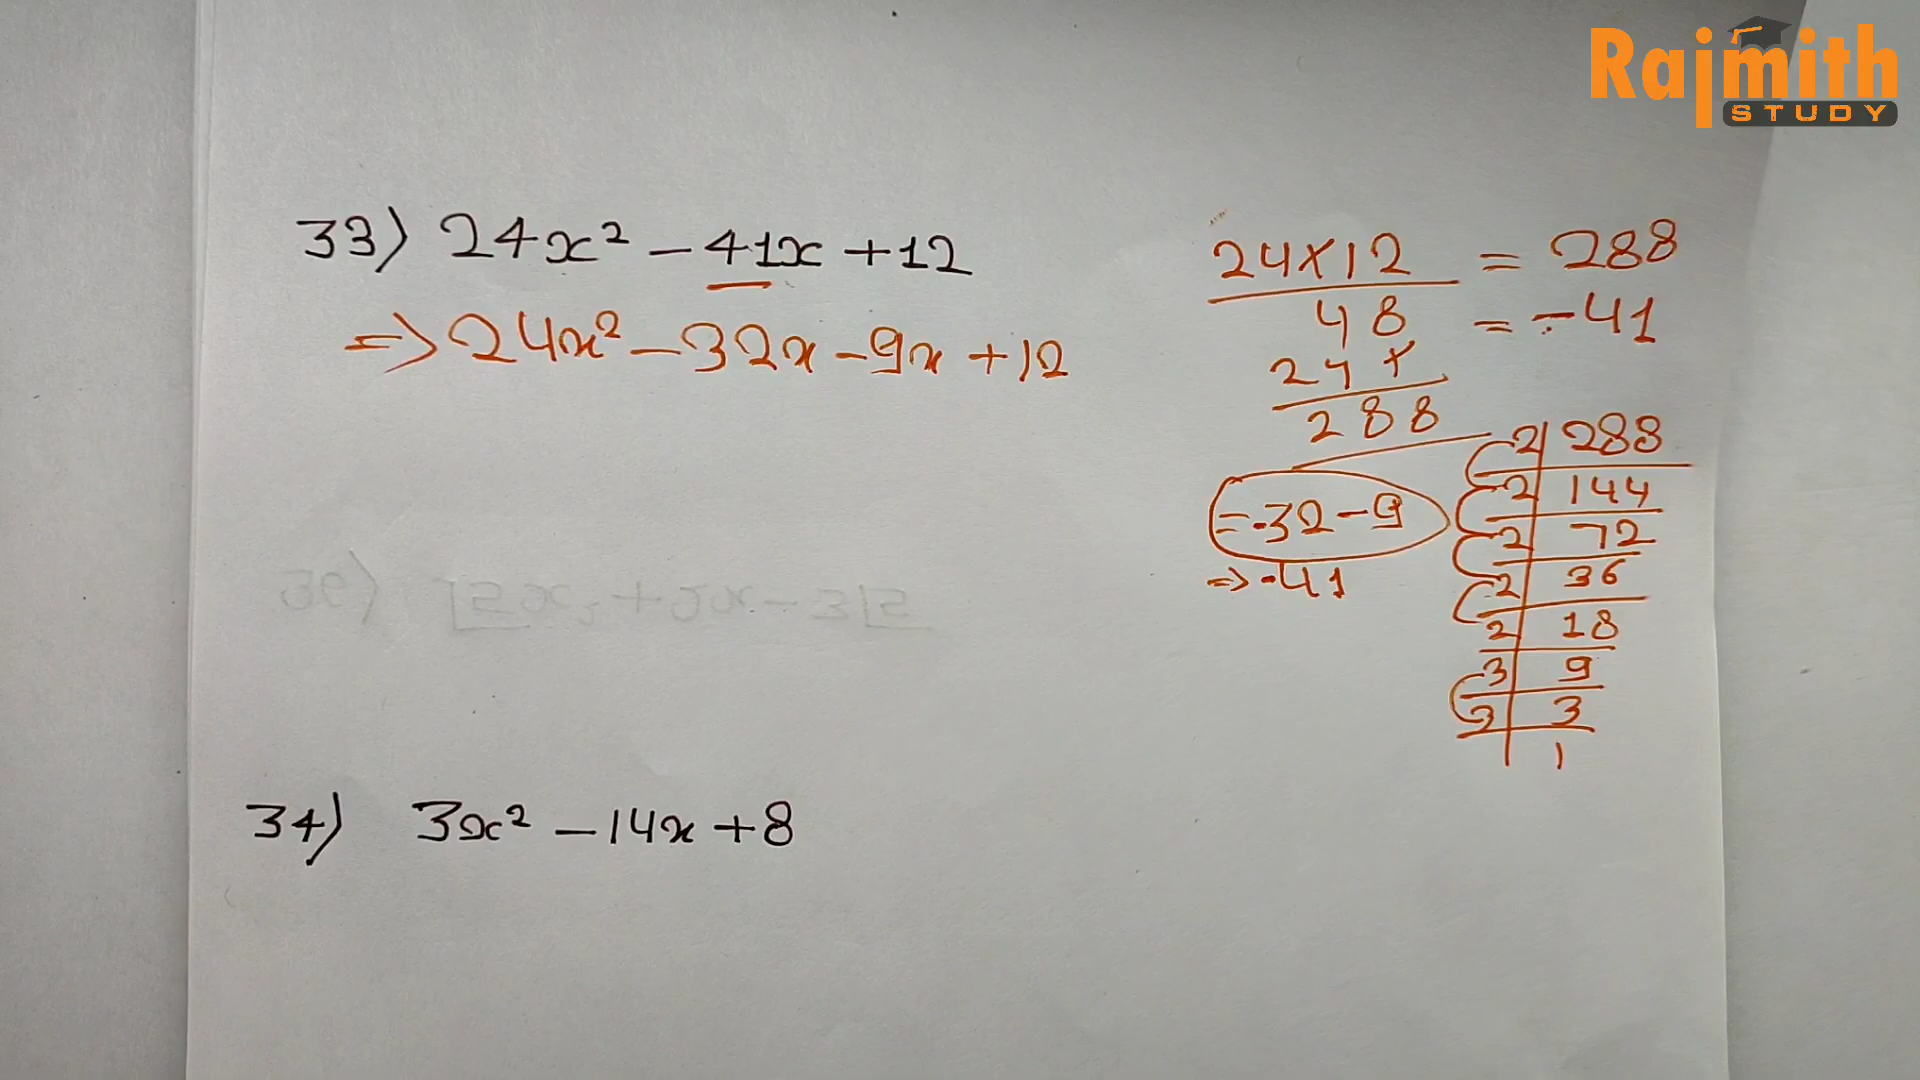 Rajmith
STUDY
33) 24x² - 41x + 12
=> 24x² - 32x - 9x + 12
24×12 = 288
48 = -41
24×
288
= -32 - 9
=> -41
2 | 288
2 | 144
2 | 72
2 | 36
2 | 18
3 | 9
3 | 3
| 1
34) 3x² - 14x + 8